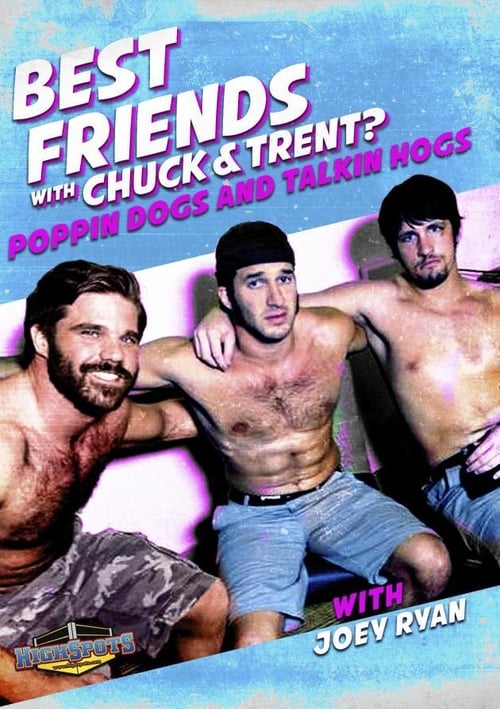 BEST
FRIENDS
WITH CHUCK & TRENT?
POPPIN DOGS AND TALKIN HOGS
WITH
JOEY RYAN
HIGHSPOTS